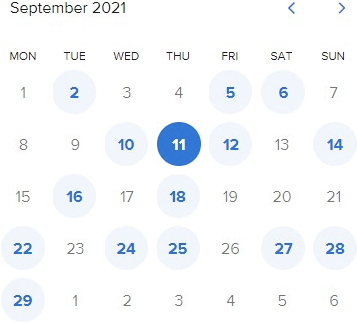 September 2021
MON TUE WED THU FRI SAT SUN
1 2 3 4 5 6 7
8 9 10 11 12 13 14
15 16 17 18 19 20 21
22 23 24 25 26 27 28
29 1 2 3 4 5 6